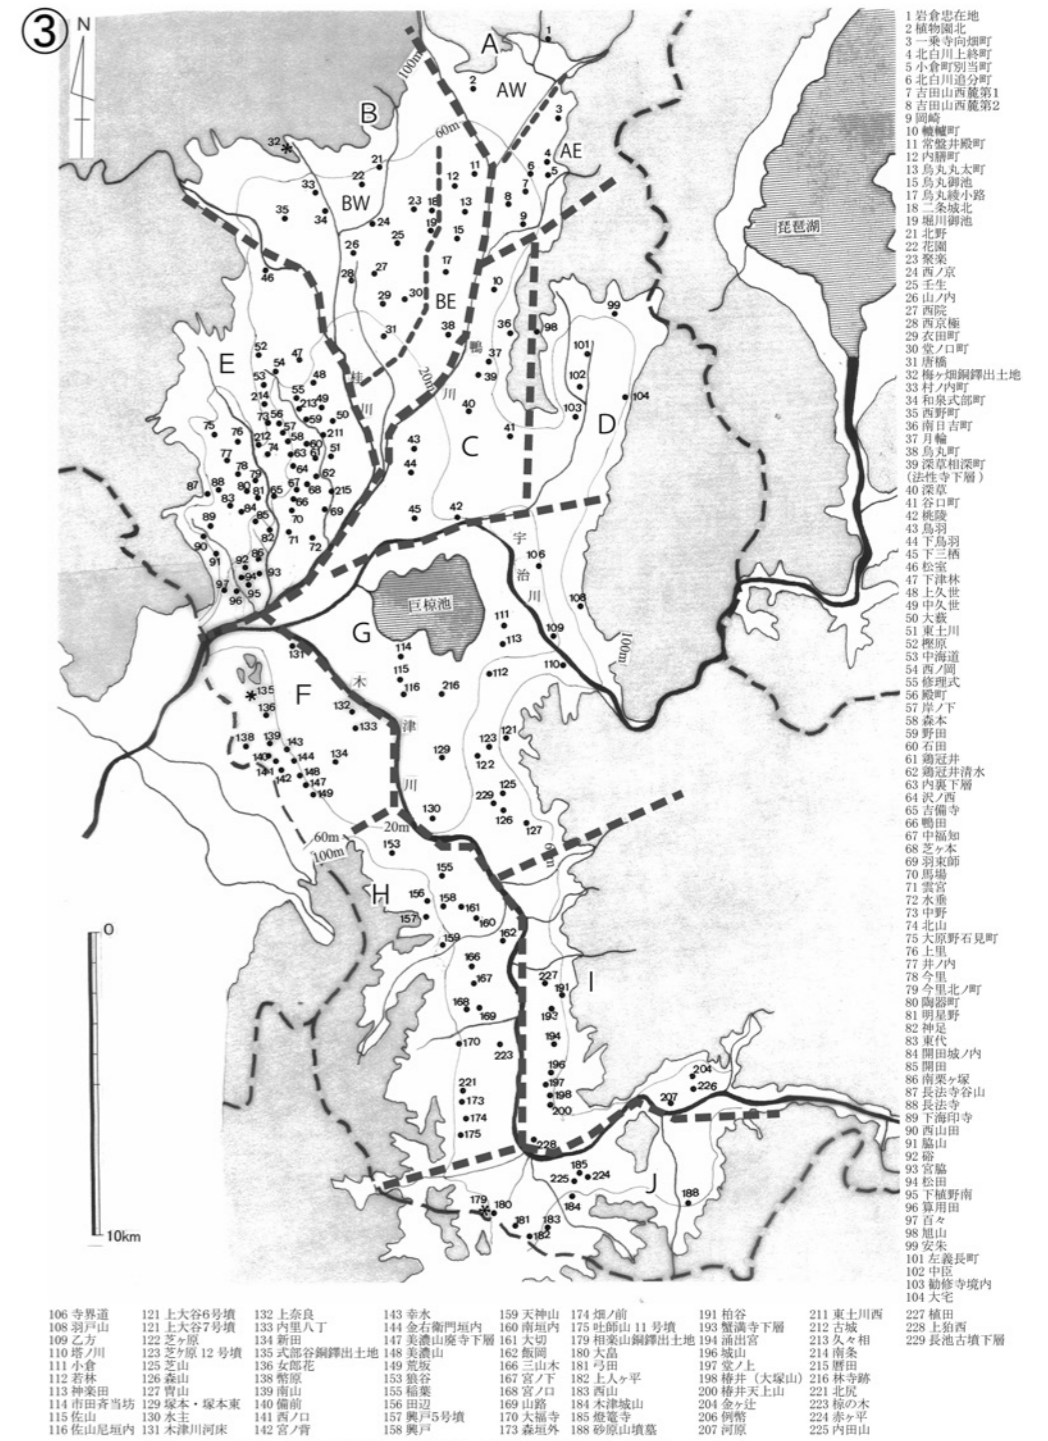 ③
N
A
AW
AE
B
BW
BE
C
D
E
F
G
H
I
J
100m
60m
20m
琵琶湖
桂川
鴨川
宇治川
巨椋池
木津川
100m
60m
20m
100m
60m
0
10km
1 岩倉忠在地
2 植物園北
3 一乗寺向畑町
4 北白川上終町
5 小倉町別当町
6 北白川追分町
7 吉田山西麓第1
8 吉田山西麓第2
9 岡崎
10 轆轤町
11 常盤井殿町
12 内膳町
13 烏丸丸太町
15 烏丸御池
17 烏丸綾小路
18 二条城北
19 堀川御池
21 北野
22 花園
23 聚楽
24 西ノ京
25 壬生
26 山ノ内
27 西院
28 西京極
29 衣田町
30 堂ノ口町
31 唐橋
32 梅ヶ畑銅鐸出土地
33 村ノ内町
34 和泉式部町
35 西野町
36 南日吉町
37 月輪
38 烏丸町
39 深草相深町
(法性寺下層)
40 深草
41 谷口町
42 桃陵
43 鳥羽
44 下鳥羽
45 下三栖
46 松室
47 下津林
48 上久世
49 中久世
50 大藪
51 東土川
52 樫原
53 中海道
54 西ノ岡
55 修理式
56 殿町
57 岸ノ下
58 森本
59 野田
60 石田
61 鶏冠井
62 鶏冠井清水
63 内裏下層
64 沢ノ西
65 吉備寺
66 鴨田
67 中福知
68 芝ヶ本
69 羽束師
70 馬場
71 雲宮
72 水垂
73 中野
74 北山
75 大原野石見町
76 上里
77 井ノ内
78 今里
79 今里北ノ町
80 陶器町
81 明星野
82 神足
83 東代
84 開田城ノ内
85 開田
86 南栗ヶ塚
87 長法寺谷山
88 長法寺
89 下海印寺
90 西山田
91 脇山
92 硲
93 宮脇
94 松田
95 下植野南
96 算用田
97 百々
98 旭山
99 安朱
101 左義長町
102 中臣
103 勧修寺境内
104 大宅
106 寺界道
108 羽戸山
109 乙方
110 塔ノ川
111 小倉
112 若林
113 神楽田
114 市田斉当坊
115 佐山
116 佐山尼垣内
121 上大谷6号墳
121 上大谷7号墳
122 芝ヶ原
123 芝ヶ原12号墳
125 芝山
126 森山
127 胄山
129 塚本・塚本東
130 水主
131 木津川河床
132 上奈良
133 内里八丁
134 新田
135 式部谷銅鐸出土地
136 女郎花
138 幣原
139 南山
140 備前
141 西ノ口
142 宮ノ背
143 幸水
144 金右衛門垣内
147 美濃山廃寺下層
148 美濃山
149 荒坂
153 狼谷
155 稲葉
156 田辺
157 興戸5号墳
158 興戸
159 天神山
160 南垣内
161 大切
162 飯岡
166 三山木
167 宮ノ下
168 宮ノ口
169 山路
170 大福寺
173 森垣外
174 畑ノ前
175 吐師山11号墳
179 相楽山銅鐸出土地
180 大畠
181 弓田
182 上人ヶ平
183 西山
184 木津城山
185 燈篭寺
188 砂原山墳墓
191 柏谷
193 蟹満寺下層
194 涌出宮
196 城山
197 堂ノ上
198 椿井(大塚山)
200 椿井天上山
204 金ヶ辻
206 例幣
207 河原
211 東土川西
212 古城
213 久々相
214 南条
215 暦田
216 林寺跡
221 北尻
223 椋の木
224 赤ヶ平
225 内田山
227 植田
228 上狛西
229 長池古墳下層